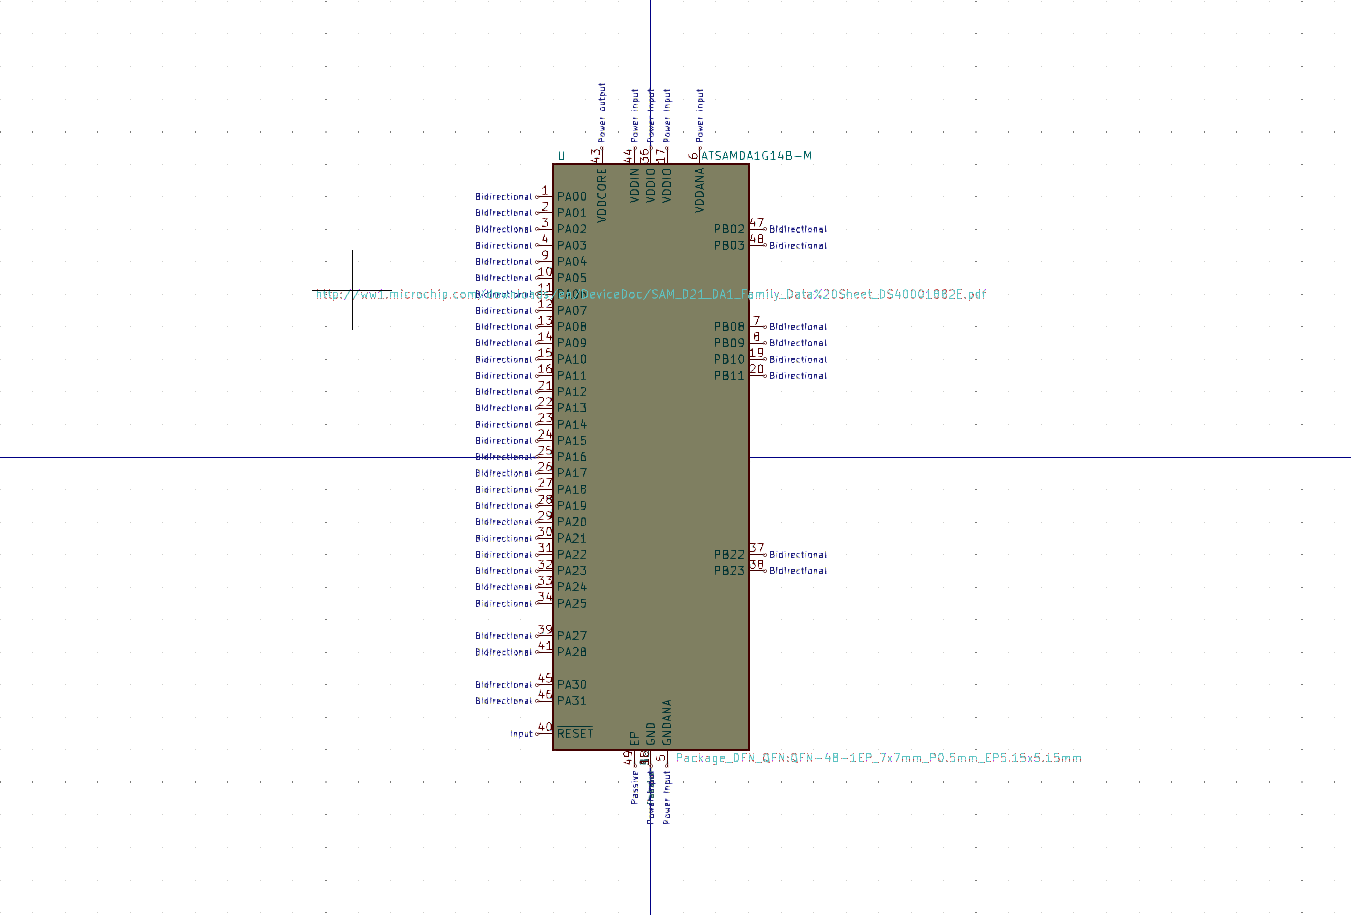 Power output
Power input
Power input
Power input
Power input
43
44
36
17
6
U
ATSAMDA1G14B-M
VDDCORE
VDDIN
VDDIO
VDDIO
VDDANA
Bidirectional 1 PA00
Bidirectional 2 PA01
Bidirectional 3 PA02 PB02 47 Bidirectional
Bidirectional 4 PA03 PB03 48 Bidirectional
Bidirectional 9 PA04
Bidirectional 10 PA05
11
http://ww1.microchip.com/ DeviceDoc/SAM_D21_DA1_Family_Data%20Sheet_DS40001882E.pdf
Bidirectional 12 PA07
Bidirectional 13 PA08 PB08 7 Bidirectional
Bidirectional 14 PA09 PB09 8 Bidirectional
Bidirectional 15 PA10 PB10 19 Bidirectional
Bidirectional 16 PA11 PB11 20 Bidirectional
Bidirectional 21 PA12
Bidirectional 22 PA13
Bidirectional 23 PA14
Bidirectional 24 PA15
Bidirectional 25 PA16
Bidirectional 26 PA17
Bidirectional 27 PA18
Bidirectional 28 PA19
Bidirectional 29 PA20
Bidirectional 30 PA21
Bidirectional 31 PA22 PB22 37 Bidirectional
Bidirectional 32 PA23 PB23 38 Bidirectional
Bidirectional 33 PA24
Bidirectional 34 PA25
Bidirectional 39 PA27
Bidirectional 41 PA28
Bidirectional 45 PA30
Bidirectional 46 PA31
Input 40 RESET
EP
GND
GNDANA
49
5
Package_DFN_QFN:QFN-48-1EP_7x7mm_P0.5mm_EP5.15x5.15mm
Passive
Power input